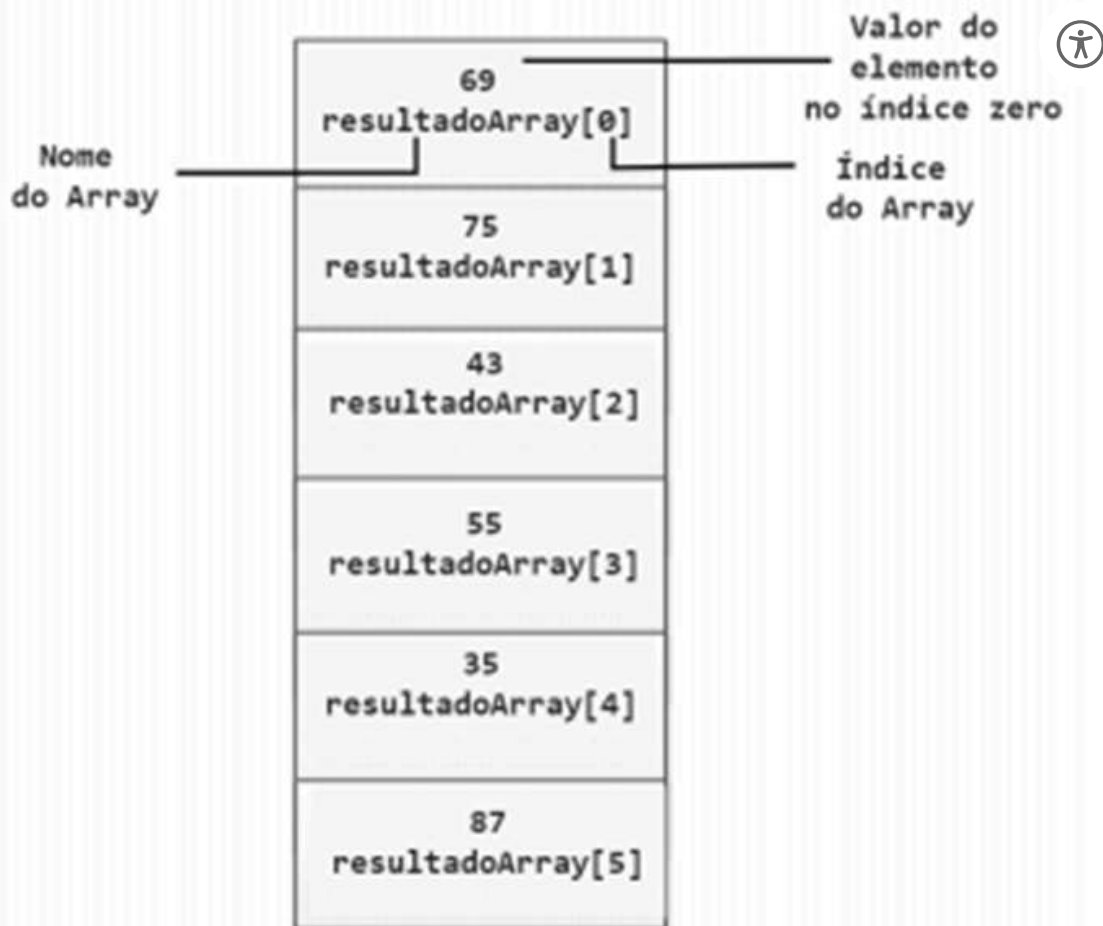 Valor do
elemento
no índice zero
69
resultadoArray[0]
Nome
do Array
Índice
do Array
75
resultadoArray[1]
43
resultadoArray[2]
55
resultadoArray[3]
35
resultadoArray[4]
87
resultadoArray[5]